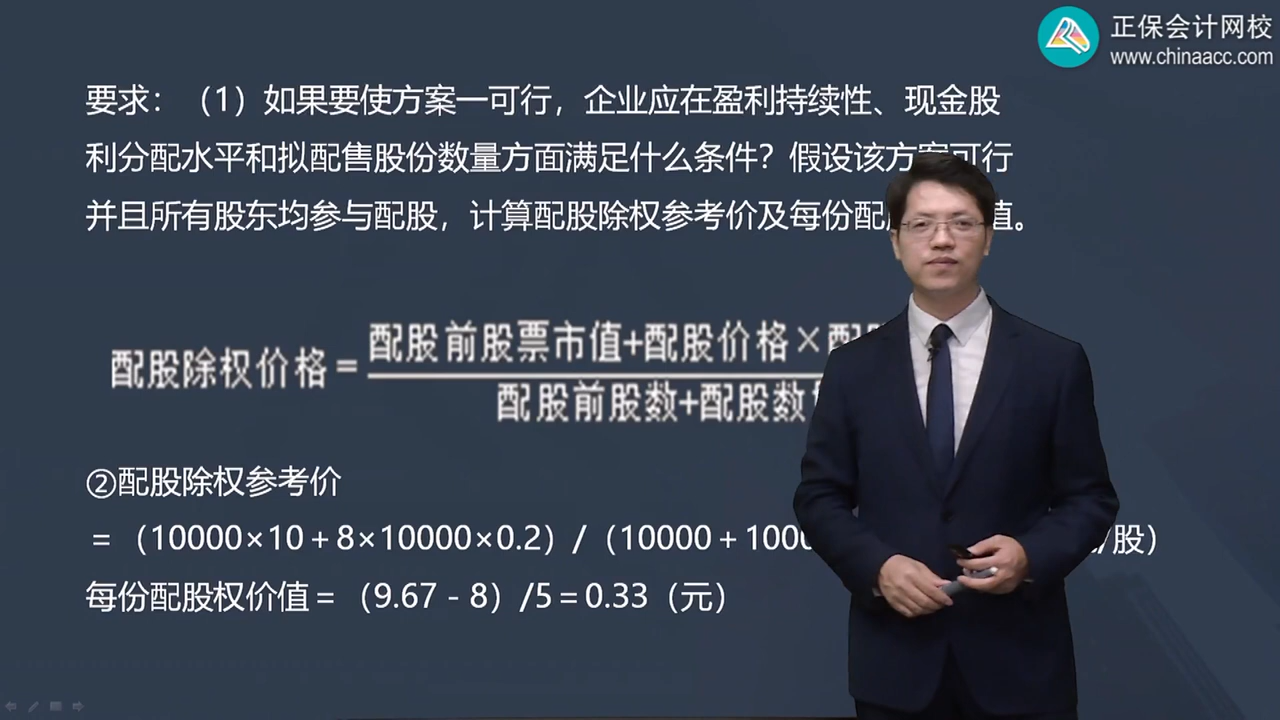 正保会计网校
www.chinaacc.com
要求：（1）如果要使方案一可行，企业应在盈利持续性、现金股
利分配水平和拟配售股份数量方面满足什么条件？假设该方案可行
并且所有股东均参与配股，计算配股除权参考价及每份配 值。
配股除权价格= 配股前股票市值+配股价格×配
配股前股数+配股数
②配股除权参考价
＝（10000×10＋8×10000×0.2）/（10000＋100 /股）
每份配股权价值＝（9.67－8）/5＝0.33（元）